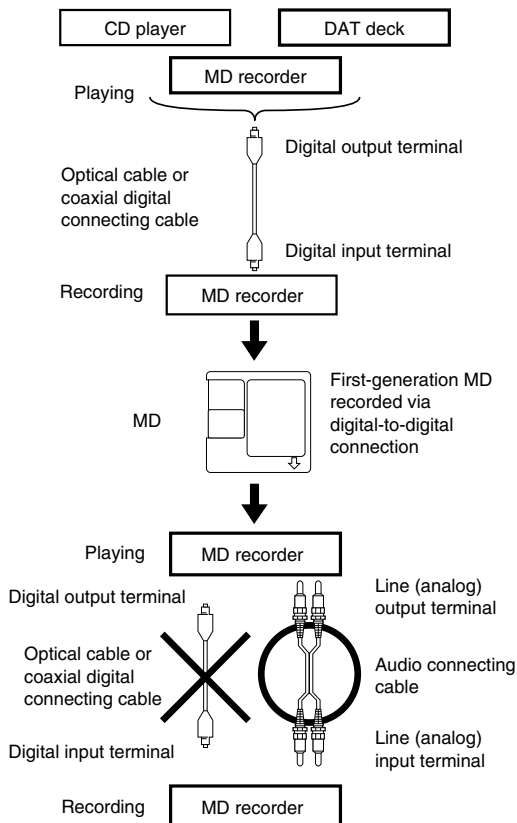 CD player
DAT deck
MD recorder
Playing
Digital output terminal
Optical cable or
coaxial digital
connecting cable
Digital input terminal
Recording
MD recorder
MD
First-generation MD
recorded via
digital-to-digital
connection
Playing
MD recorder
Digital output terminal
Line (analog)
output terminal
Optical cable or
coaxial digital
connecting cable
Audio connecting
cable
Digital input terminal
Line (analog)
input terminal
Recording
MD recorder